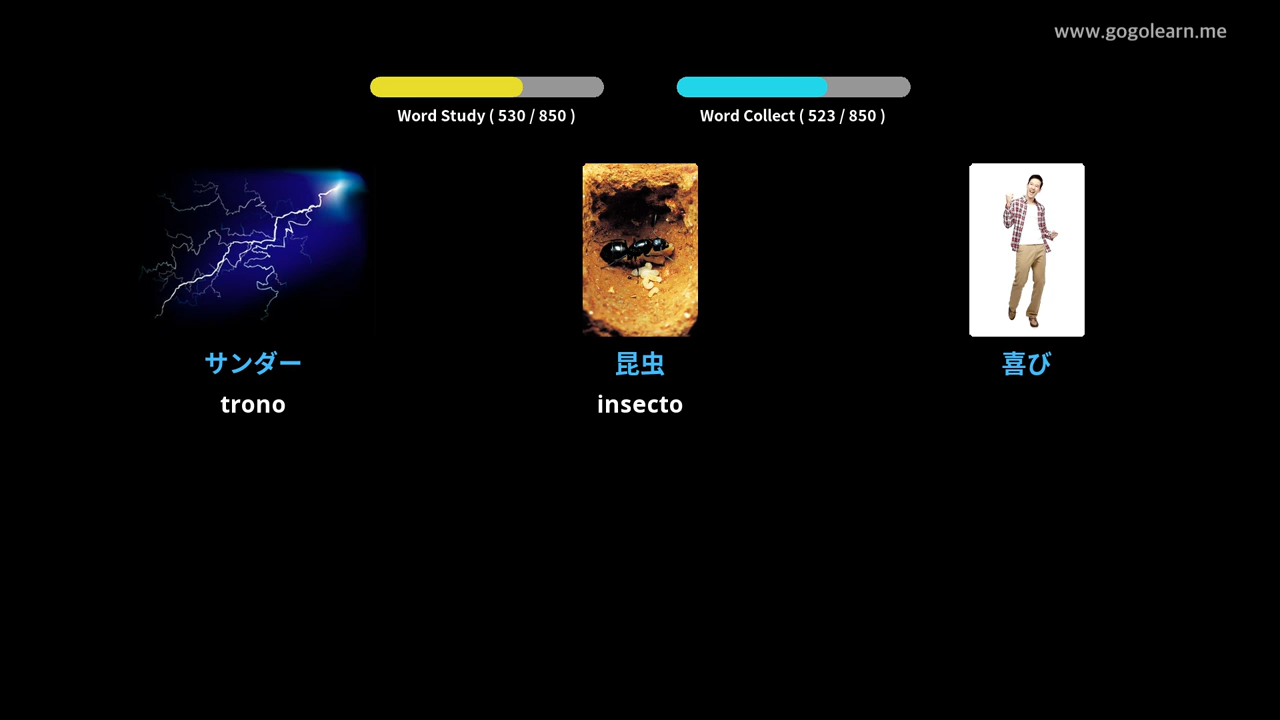 www.gogolearn.me
Word Study ( 530 / 850 )
Word Collect ( 523 / 850 )
サンダー
trono
昆虫
insecto
喜び